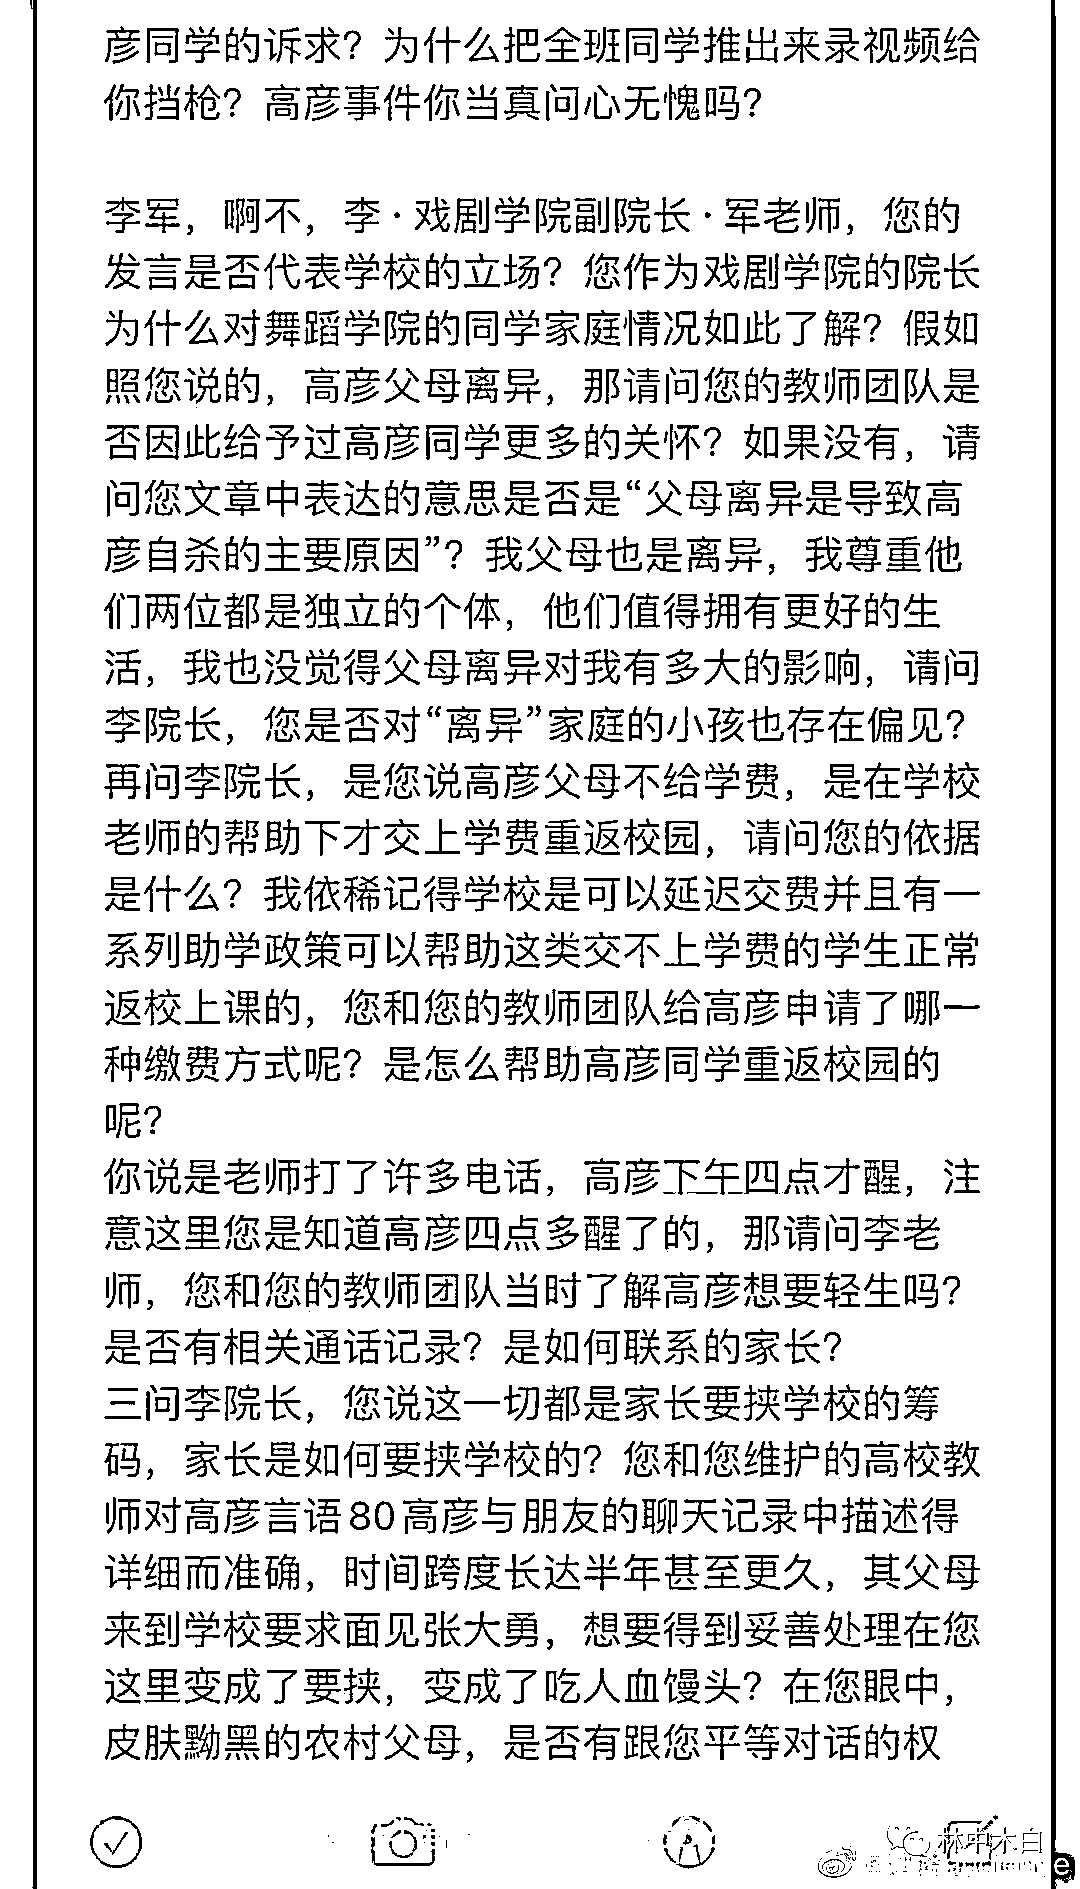 彦同学的诉求？为什么把全班同学推出来录视频给
你挡枪？高彦事件你当真问心无愧吗？
李军，啊不，李·戏剧学院副院长·军老师，您的
发言是否代表学校的立场？您作为戏剧学院的院长
为什么对舞蹈学院的同学家庭情况如此了解？假如
照您说的，高彦父母离异，那请问您的教师团队是
否因此给予过高彦同学更多的关怀？如果没有，请
问您文章中表达的意思是否是“父母离异是导致高
彦自杀的主要原因”？我父母也是离异，我尊重他
们两位都是独立的个体，他们值得拥有更好的生
活，我也没觉得父母离异对我有多大的影响，请问
李院长，您是否对“离异”家庭的小孩也存在偏见？
再问李院长，是您说高彦父母不给学费，是在学校
老师的帮助下才交上学费重返校园，请问您的依据
是什么？我依稀记得学校是可以延迟交费并且有一
系列助学政策可以帮助这类交不上学费的学生正常
返校上课的，您和您的教师团队给高彦申请了哪一
种缴费方式呢？是怎么帮助高彦同学重返校园的
呢？
你说是老师打了许多电话，高彦下午四点才醒，注
意这里您是知道高彦四点多醒了的，那请问李老
师，您和您的教师团队当时了解高彦想要轻生吗？
是否有相关通话记录？是如何联系的家长？
三问李院长，您说这一切都是家长要挟学校的筹
码，家长是如何要挟学校的？您和您维护的高校教
师对高彦言语80高彦与朋友的聊天记录中描述得
详细而准确，时间跨度长达半年甚至更久，其父母
来到学校要求面见张大勇，想要得到妥善处理在您
这里变成了要挟，变成了吃人血馒头？在您眼中，
皮肤黝黑的农村父母，是否有跟您平等对话的权
林中木白